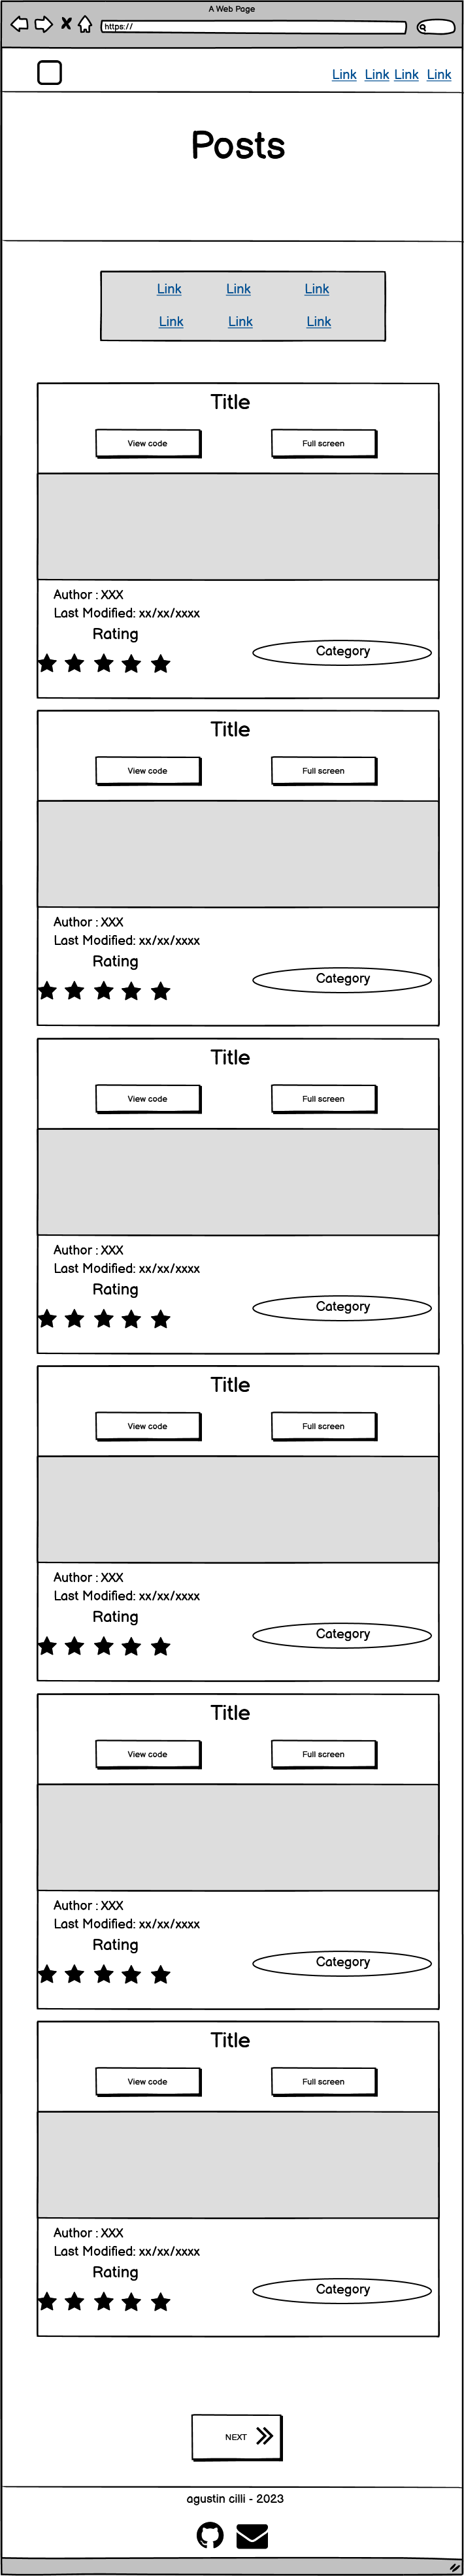 A Web Page
https://
Link Link Link Link
Posts
Link Link Link
Link Link Link
Title
View code Full screen
Author : XXX
Last Modified: xx/xx/xxxx
Rating
Category
Title
View code Full screen
Author : XXX
Last Modified: xx/xx/xxxx
Rating
Category
Title
View code Full screen
Author : XXX
Last Modified: xx/xx/xxxx
Rating
Category
Title
View code Full screen
Author : XXX
Last Modified: xx/xx/xxxx
Rating
Category
Title
View code Full screen
Author : XXX
Last Modified: xx/xx/xxxx
Rating
Category
Title
View code Full screen
Author : XXX
Last Modified: xx/xx/xxxx
Rating
Category
NEXT
agustin cilli - 2023